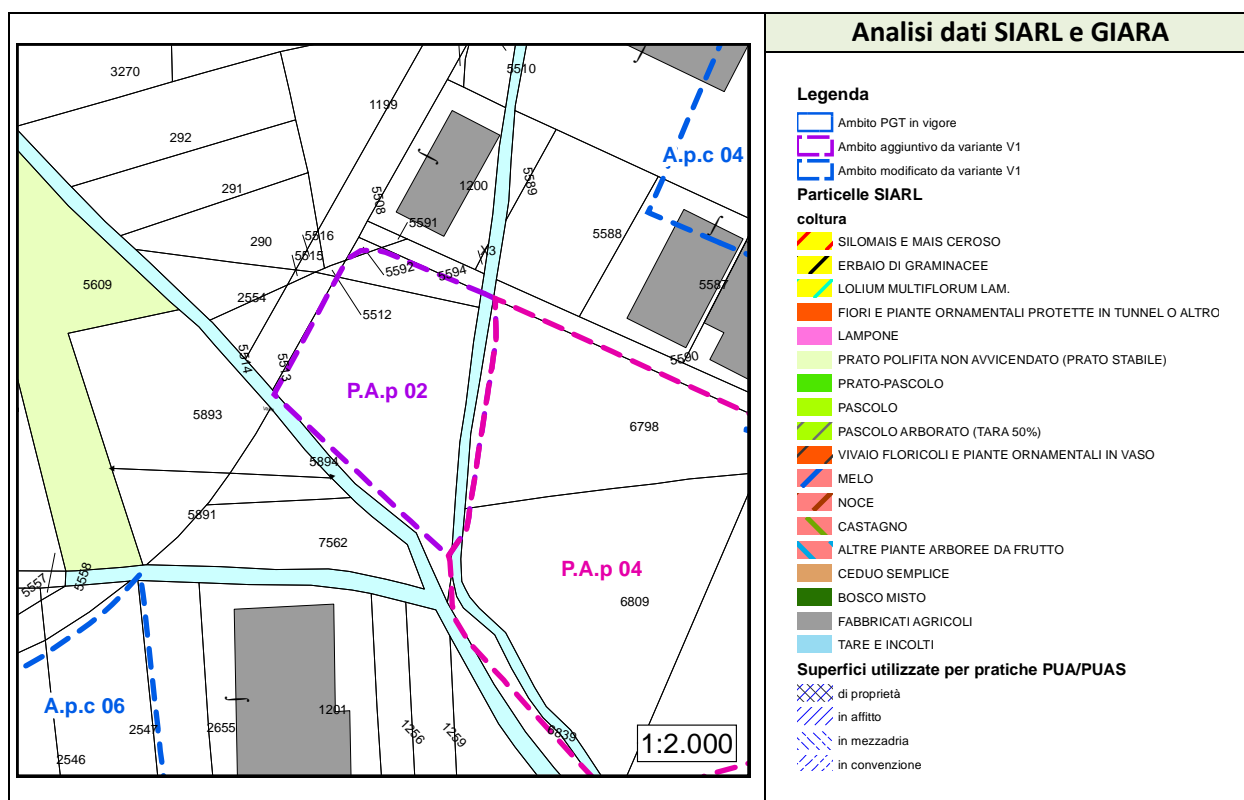 Analisi dati SIARL e GIARA
3270
5510
1199
292
A.p.c 04
5589
291
5508
1200
5591
5588
290
5516
5515
X3
5592
5594
5587
5609
2554
5512
5590
5514
5513
P.A.p 02
5893
6798
5894
5891
7562
P.A.p 04
5557
5558
6809
A.p.c 06
2547
2655
1201
1256
1259
6839
2546
1:2.000
Legenda
Ambito PGT in vigore
Ambito aggiuntivo da variante V1
Ambito modificato da variante V1
Particelle SIARL
coltura
SILOMAIS E MAIS CEROSO
ERBAIO DI GRAMINACEE
LOLIUM MULTIFLORUM LAM.
FIORI E PIANTE ORNAMENTALI PROTETTE IN TUNNEL O ALTRO
LAMPONE
PRATO POLIFITA NON AVVICENDATO (PRATO STABILE)
PRATO-PASCOLO
PASCOLO
PASCOLO ARBORATO (TARA 50%)
VIVAIO FLORICOLI E PIANTE ORNAMENTALI IN VASO
MELO
NOCE
CASTAGNO
ALTRE PIANTE ARBOREE DA FRUTTO
CEDUO SEMPLICE
BOSCO MISTO
FABBRICATI AGRICOLI
TARE E INCOLTI
Superfici utilizzate per pratiche PUA/PUAS
di proprietà
in affitto
in mezzadria
in convenzione